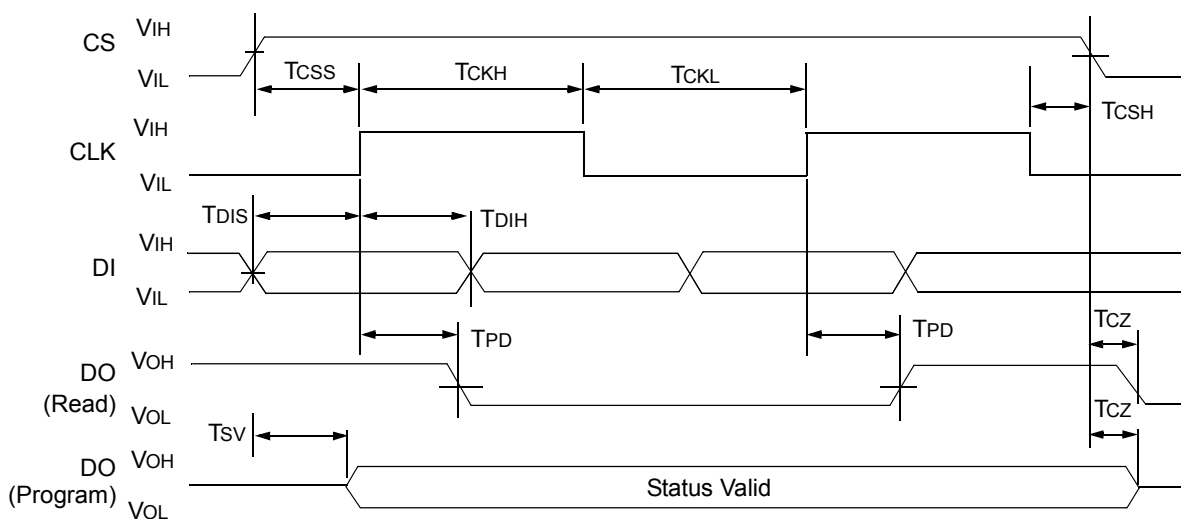 CS
VIH
VIL
TCSS
TCKH
TCKL
TCSH
CLK
VIH
VIL
TDIS
TDIH
DI
VIH
VIL
TPD
TPD
TCZ
DO
(Read)
VOH
VOL
TCZ
TSV
DO
(Program)
VOH
VOL
Status Valid